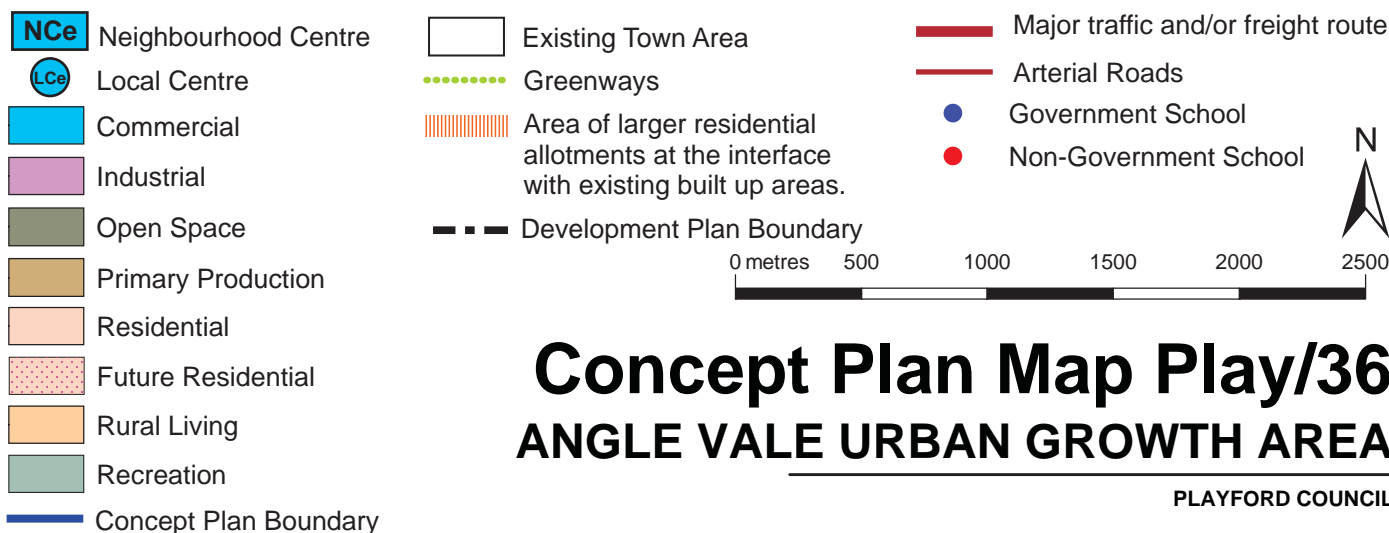 NCe Neighbourhood Centre
LCe Local Centre
Commercial
Industrial
Open Space
Primary Production
Residential
Future Residential
Rural Living
Recreation
Concept Plan Boundary
Existing Town Area
Greenways
Area of larger residential
allotments at the interface
with existing built up areas.
Development Plan Boundary
Major traffic and/or freight route
Arterial Roads
Government School
Non-Government School
N
0 metres 500 1000 1500 2000 2500
Concept Plan Map Play/36
ANGLE VALE URBAN GROWTH AREA
PLAYFORD COUNCIL